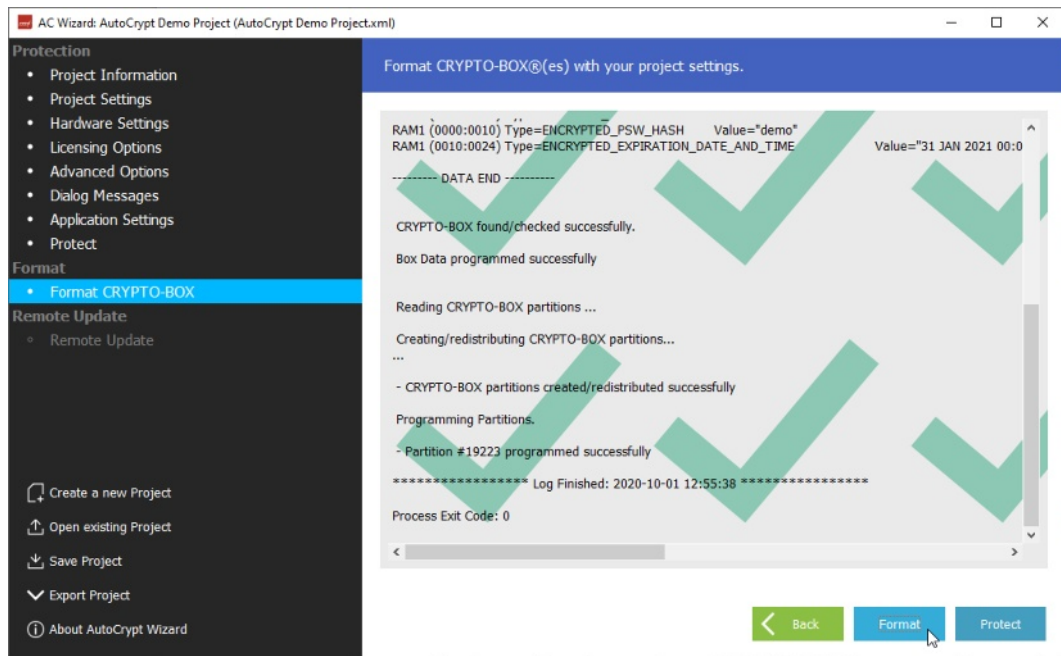 AC Wizard: AutoCrypt Demo Project (AutoCrypt Demo Project.xml)
Protection
Project Information
Project Settings
Hardware Settings
Licensing Options
Advanced Options
Dialog Messages
Application Settings
Protect
Format
Format CRYPTO-BOX
Remote Update
Remote Update
Create a new Project
Open existing Project
Save Project
Export Project
About AutoCrypt Wizard
Format CRYPTO-BOX®(es) with your project settings.
RAM1 (0000:0010) Type=ENCRYPTED_PSW_HASH Value="demo"
RAM1 (0010:0024) Type=ENCRYPTED_EXPIRATION_DATE_AND_TIME Value="31 JAN 2021 00:0
--------- DATA END ----------
CRYPTO-BOX found/checked successfully.
Box Data programmed successfully
Reading CRYPTO-BOX partitions ...
Creating/redistributing CRYPTO-BOX partitions...
...
- CRYPTO-BOX partitions created/redistributed successfully
Programming Partitions.
- Partition #19223 programmed successfully
***************** Log Finished: 2020-10-01 12:55:38 ****************
Process Exit Code: 0
Back
Format
Protect